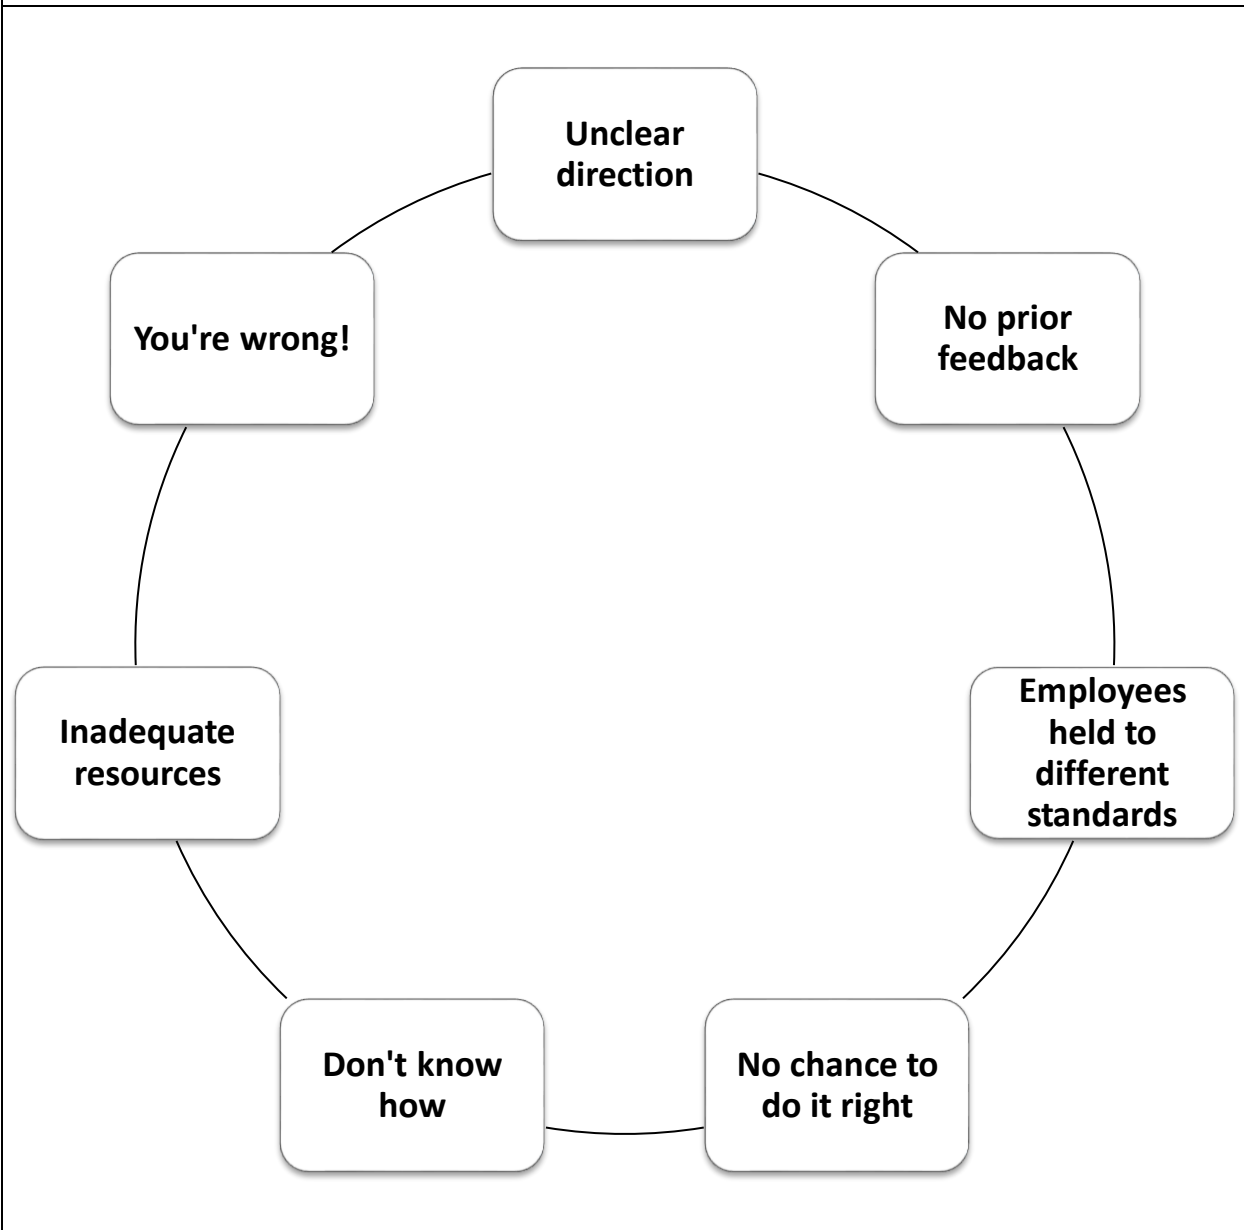 Unclear
direction
No prior
feedback
Employees
held to
different
standards
No chance to
do it right
Don't know
how
Inadequate
resources
You're wrong!